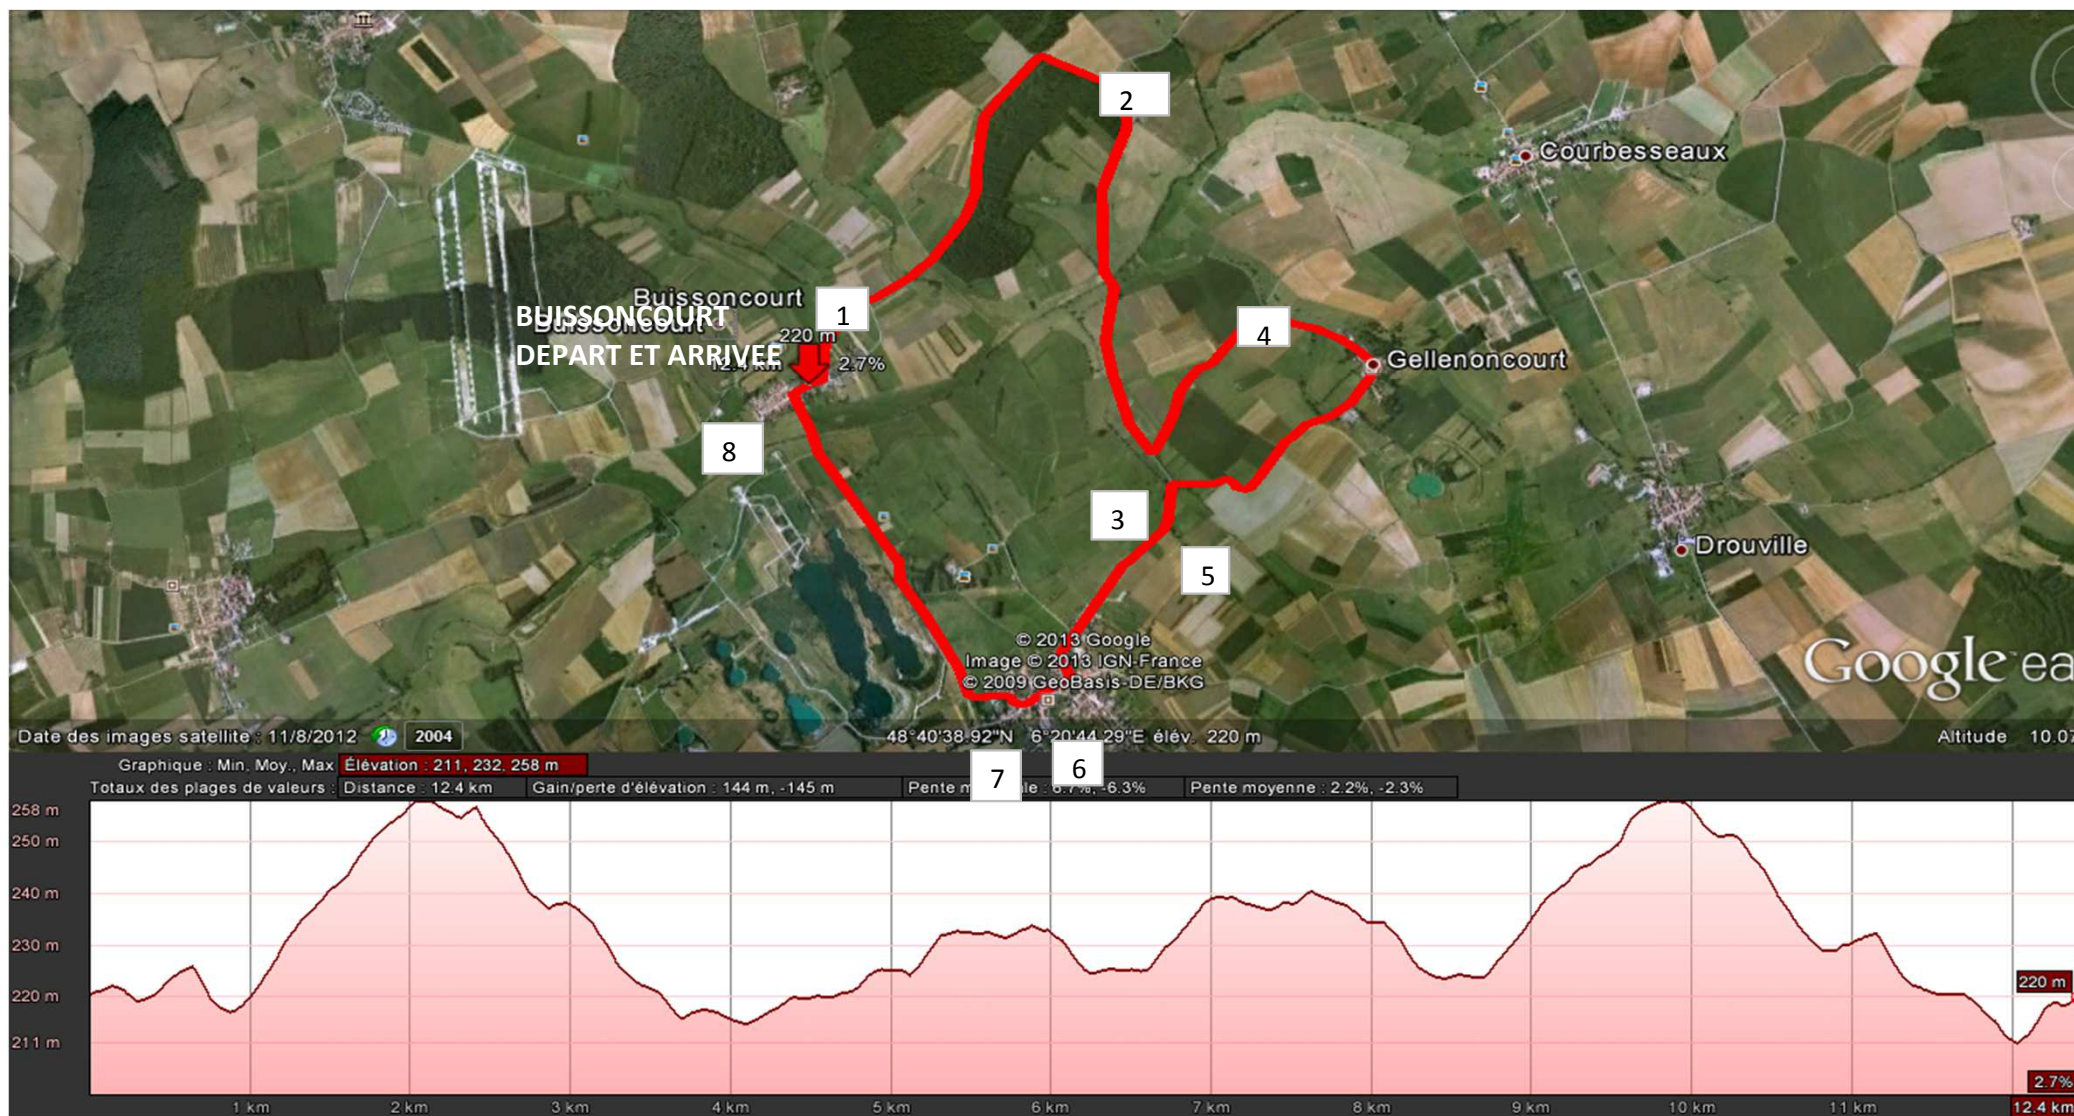 2
Courbesseaux
Buissoncourt
1
BUISSONCOURT
Buissoncourt
220 m
4
DEPART ET ARRIVEE
12.4 km
2.7%
Gellenoncourt
8
3
Drouville
5
© 2013 Google
Image © 2013 IGN-France
© 2009 GeoBasis-DE/BKG
Google ea
Date des images satellite : 11/8/2012 2004
48°40'38.92"N 6°20'44.29"E élév. 220 m
Altitude 10.07
7
6
Graphique : Min, Moy., Max Élévation : 211, 232, 258 m
Totaux des plages de valeurs : Distance : 12.4 km Gain/perte d'élévation : 144 m, -145 m Pente -6.3% Pente moyenne : 2.2%, -2.3%
258 m
250 m
240 m
230 m
220 m
211 m
220 m
2.7%
1 km 2 km 3 km 4 km 5 km 6 km 7 km 8 km 9 km 10 km 11 km 12.4 km